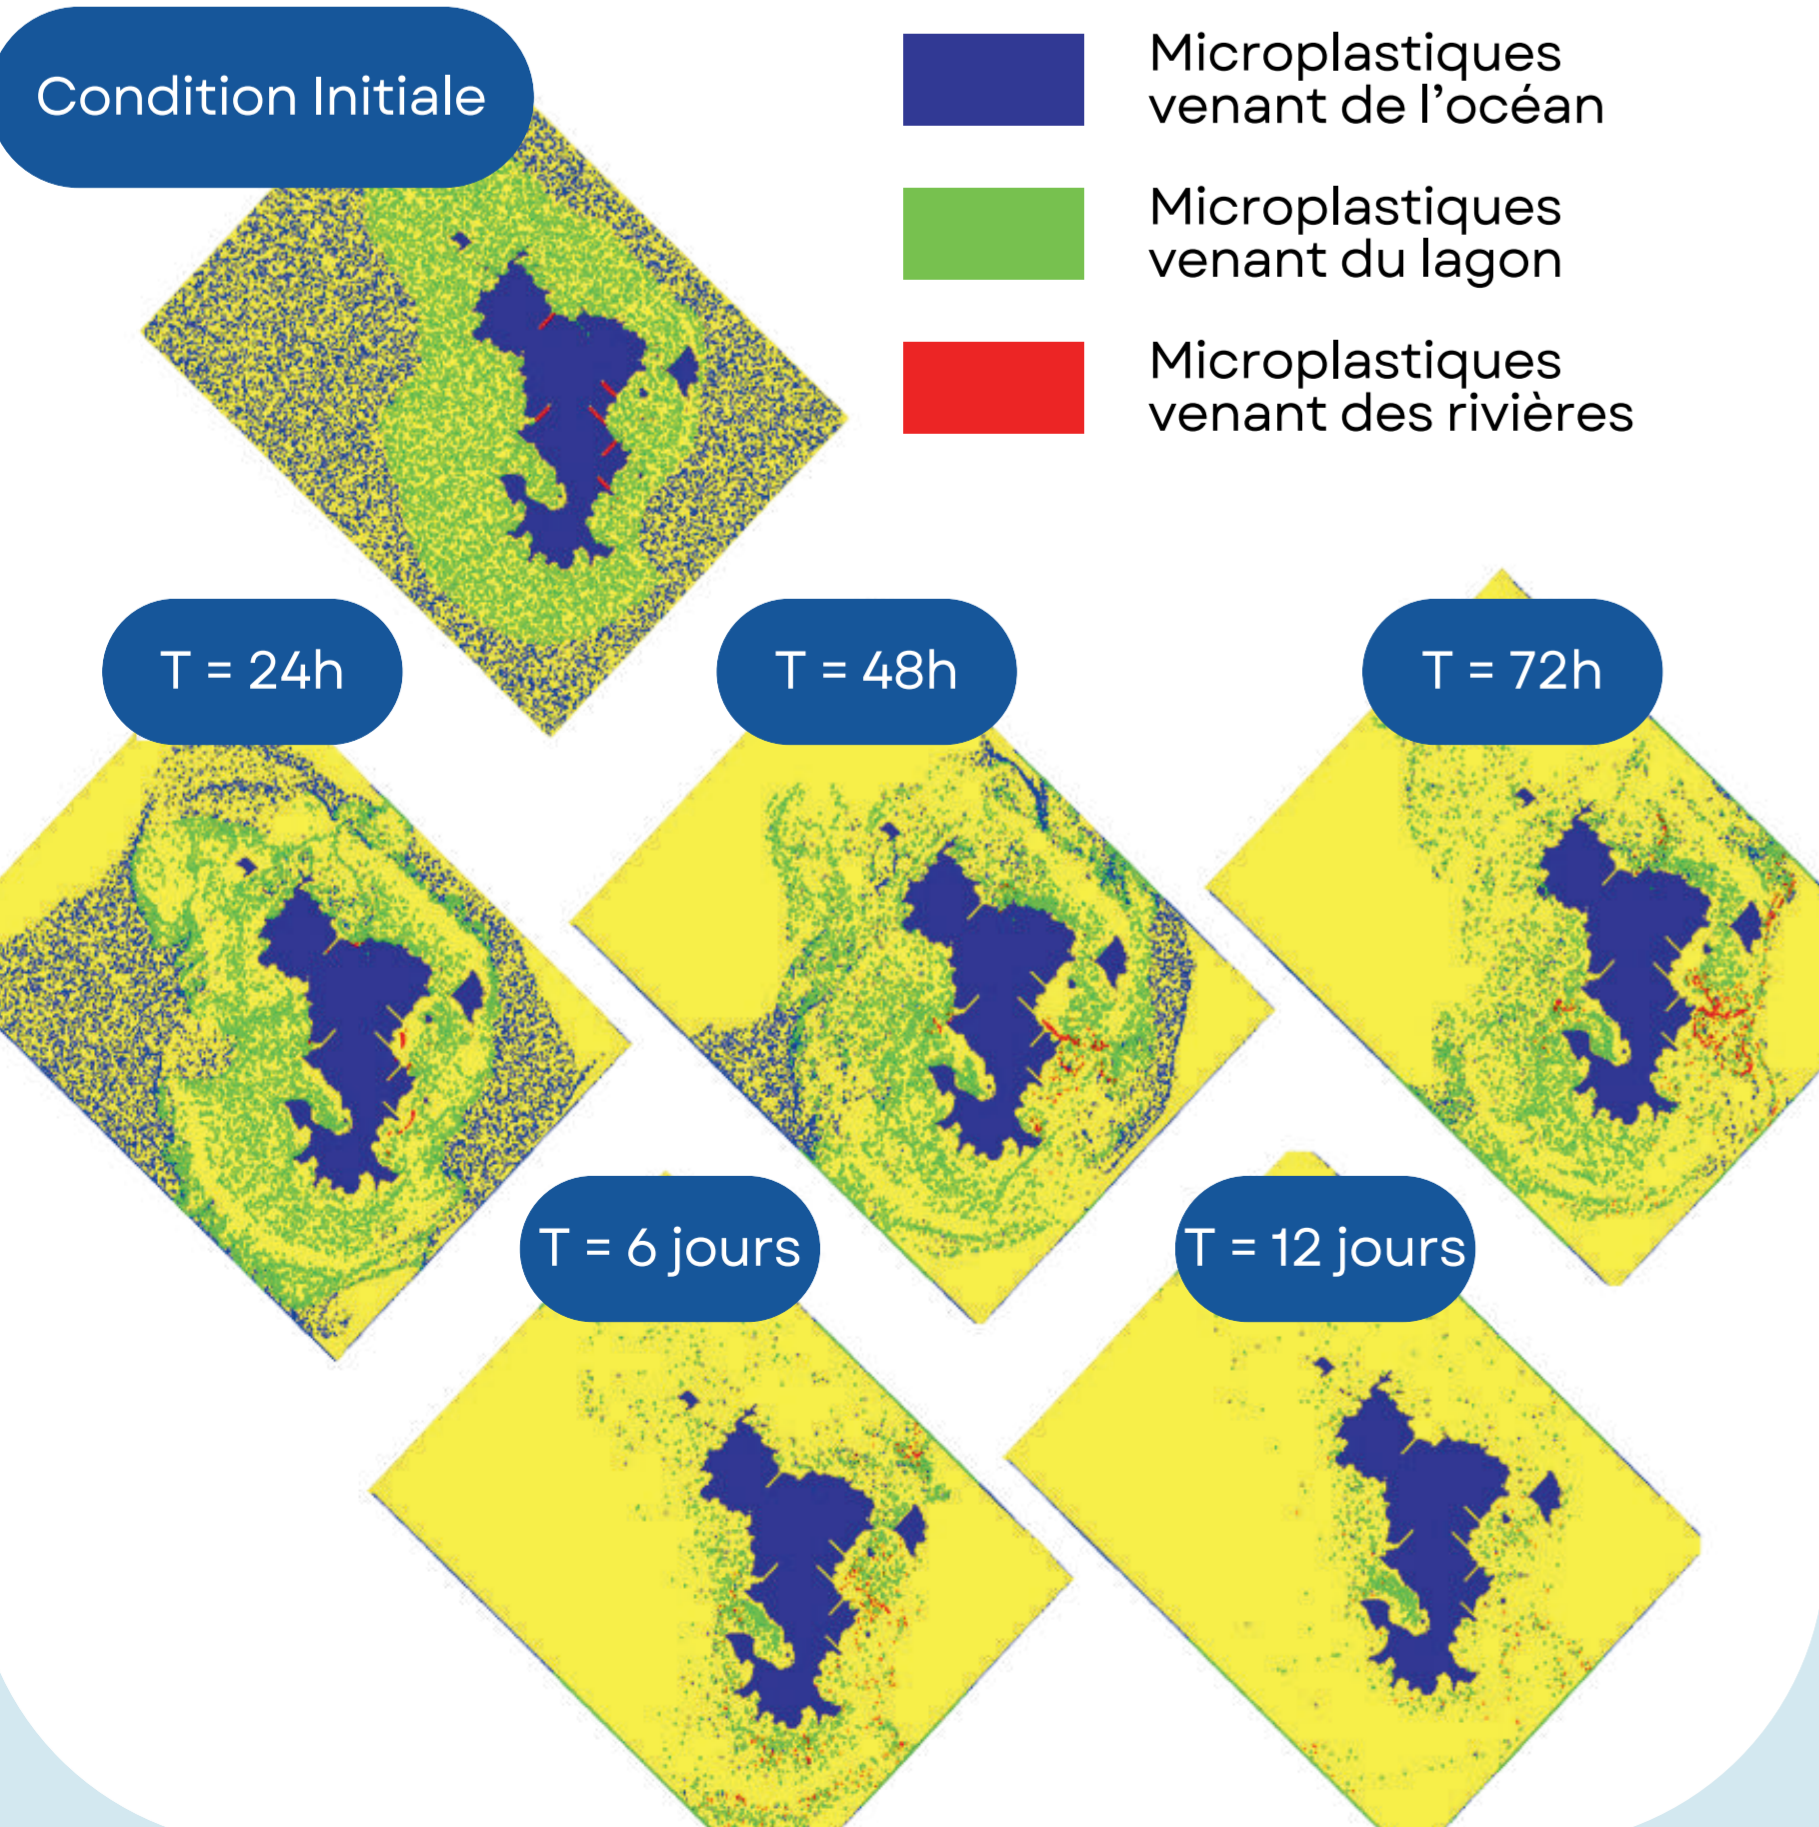 Condition Initiale
Microplastiques
venant de l'océan
Microplastiques
venant du lagon
Microplastiques
venant des rivières
T = 24h
T = 48h
T = 72h
T = 6 jours
T = 12 jours